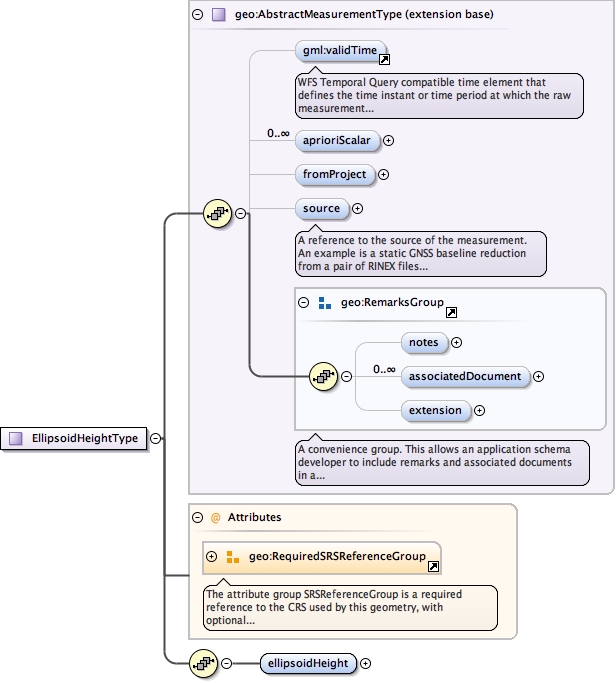 geo:AbstractMeasurementType (extension base)
gml:validTime
WFS Temporal Query compatible time element that
defines the time instant or time period at which the raw
measurement...
0..∞
aprioriScalar
fromProject
source
A reference to the source of the measurement.
An example is a static GNSS baseline reduction
from a pair of RINEX files...
geo:RemarksGroup
notes
0..∞
associatedDocument
extension
A convenience group. This allows an application schema
developer to include remarks and associated documents
in a...
EllipsoidHeightType
@ Attributes
geo:RequiredSRSReferenceGroup
The attribute group SRSReferenceGroup is a required
reference to the CRS used by this geometry, with
optional...
ellipsoidHeight